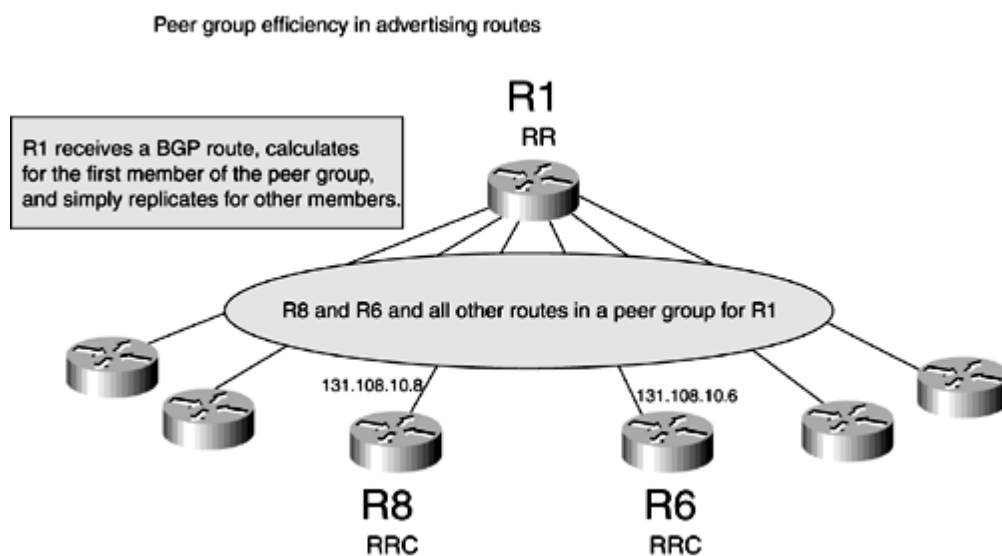 Peer group efficiency in advertising routes
R1
RR
R1 receives a BGP route, calculates
for the first member of the peer group,
and simply replicates for other members.
R8 and R6 and all other routes in a peer group for R1
131.108.10.8
131.108.10.6
R8
RRC
R6
RRC